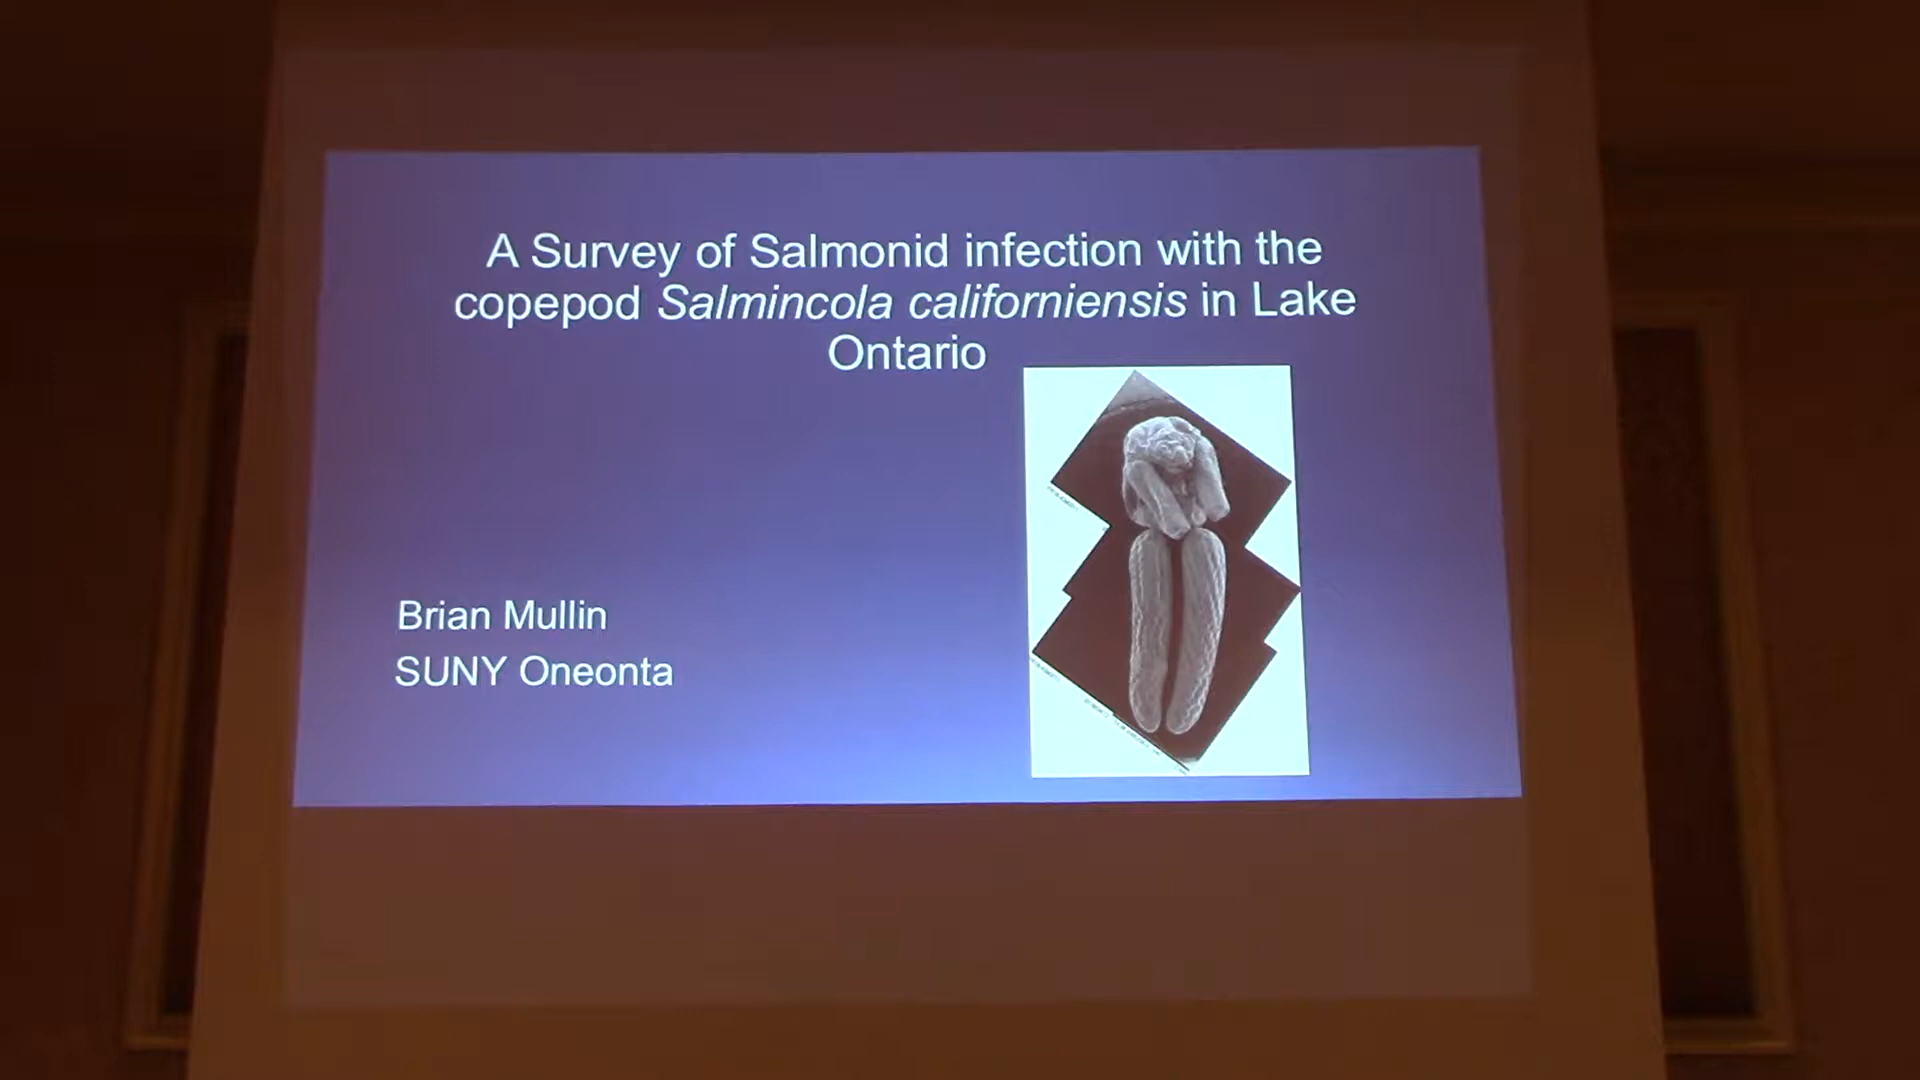 A Survey of Salmonid infection with the
copepod Salmincola californiensis in Lake
Ontario
Brian Mullin
SUNY Oneonta